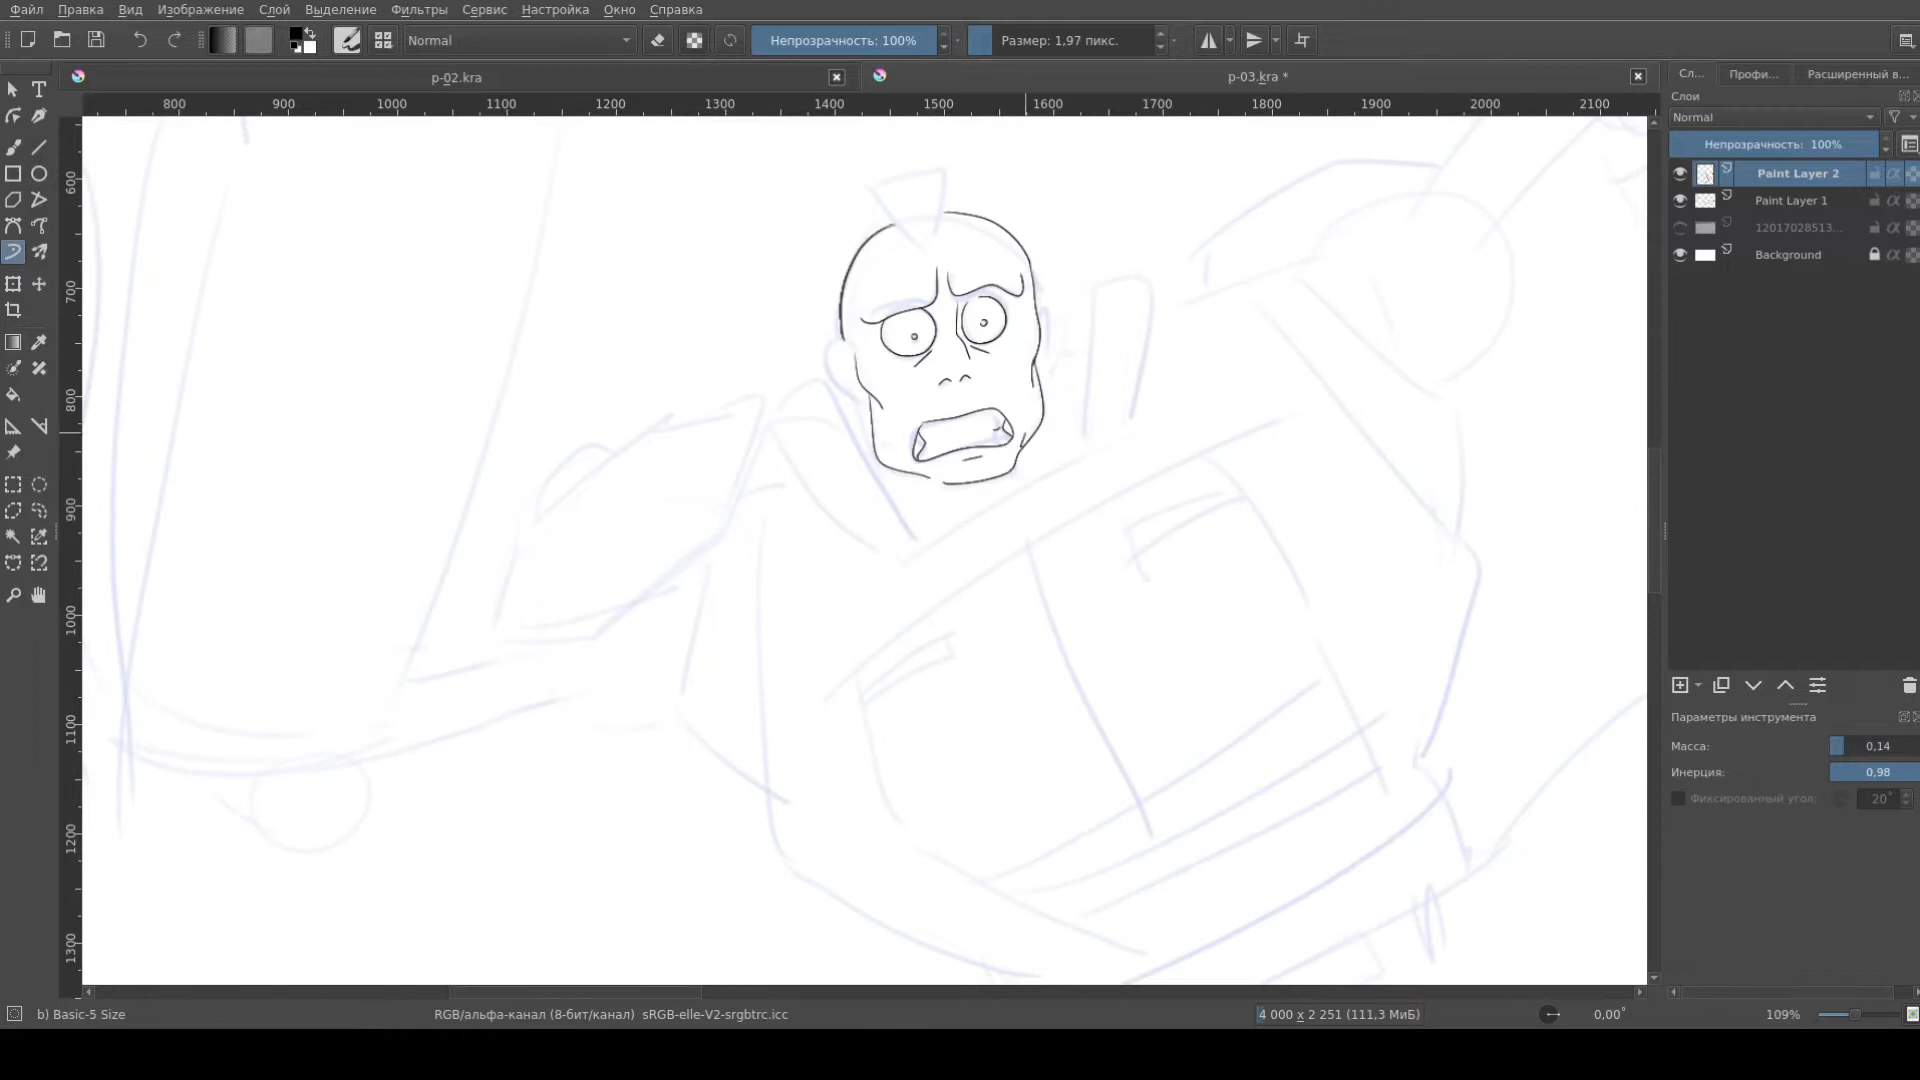 Файл Правка Вид Изображение Слой Выделение Фильтры Сервис Настройка Окно Справка
Normal Непрозрачность: 100% Размер: 1,97 пикс.
p-02.kra p-03.kra *
Сл... Профи... Расширенный в...
Слои
800 900 1000 1100 1200 1300 1400 1500 1600 1700 1800 1900 2000 2100
Normal
Непрозрачность: 100%
Paint Layer 2
Paint Layer 1
12017028513...
Background
600
700
800
900
1000
1100
1200
1300
Параметры инструмента
Масса: 0,14
Инерция: 0,98
Фиксированный угол: 20°
b) Basic-5 Size RGB/альфа-канал (8-бит/канал) sRGB-elle-V2-srgbtrc.icc 4 000 x 2 251 (111,3 МиБ) 0,00° 109%